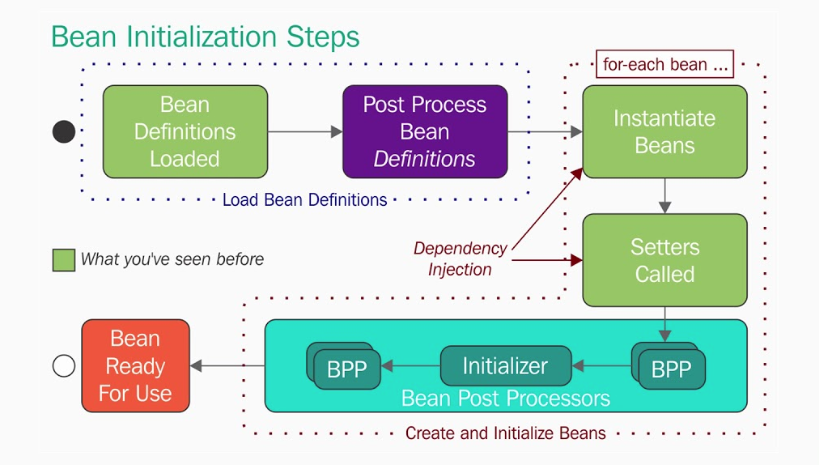 Bean Initialization Steps
for-each bean ...
Bean
Definitions
Loaded
Post Process
Bean
Definitions
Instantiate
Beans
Load Bean Definitions
Dependency
Injection
Setters
Called
What you've seen before
Bean
Ready
For Use
BPP
Initializer
BPP
Bean Post Processors
Create and Initialize Beans